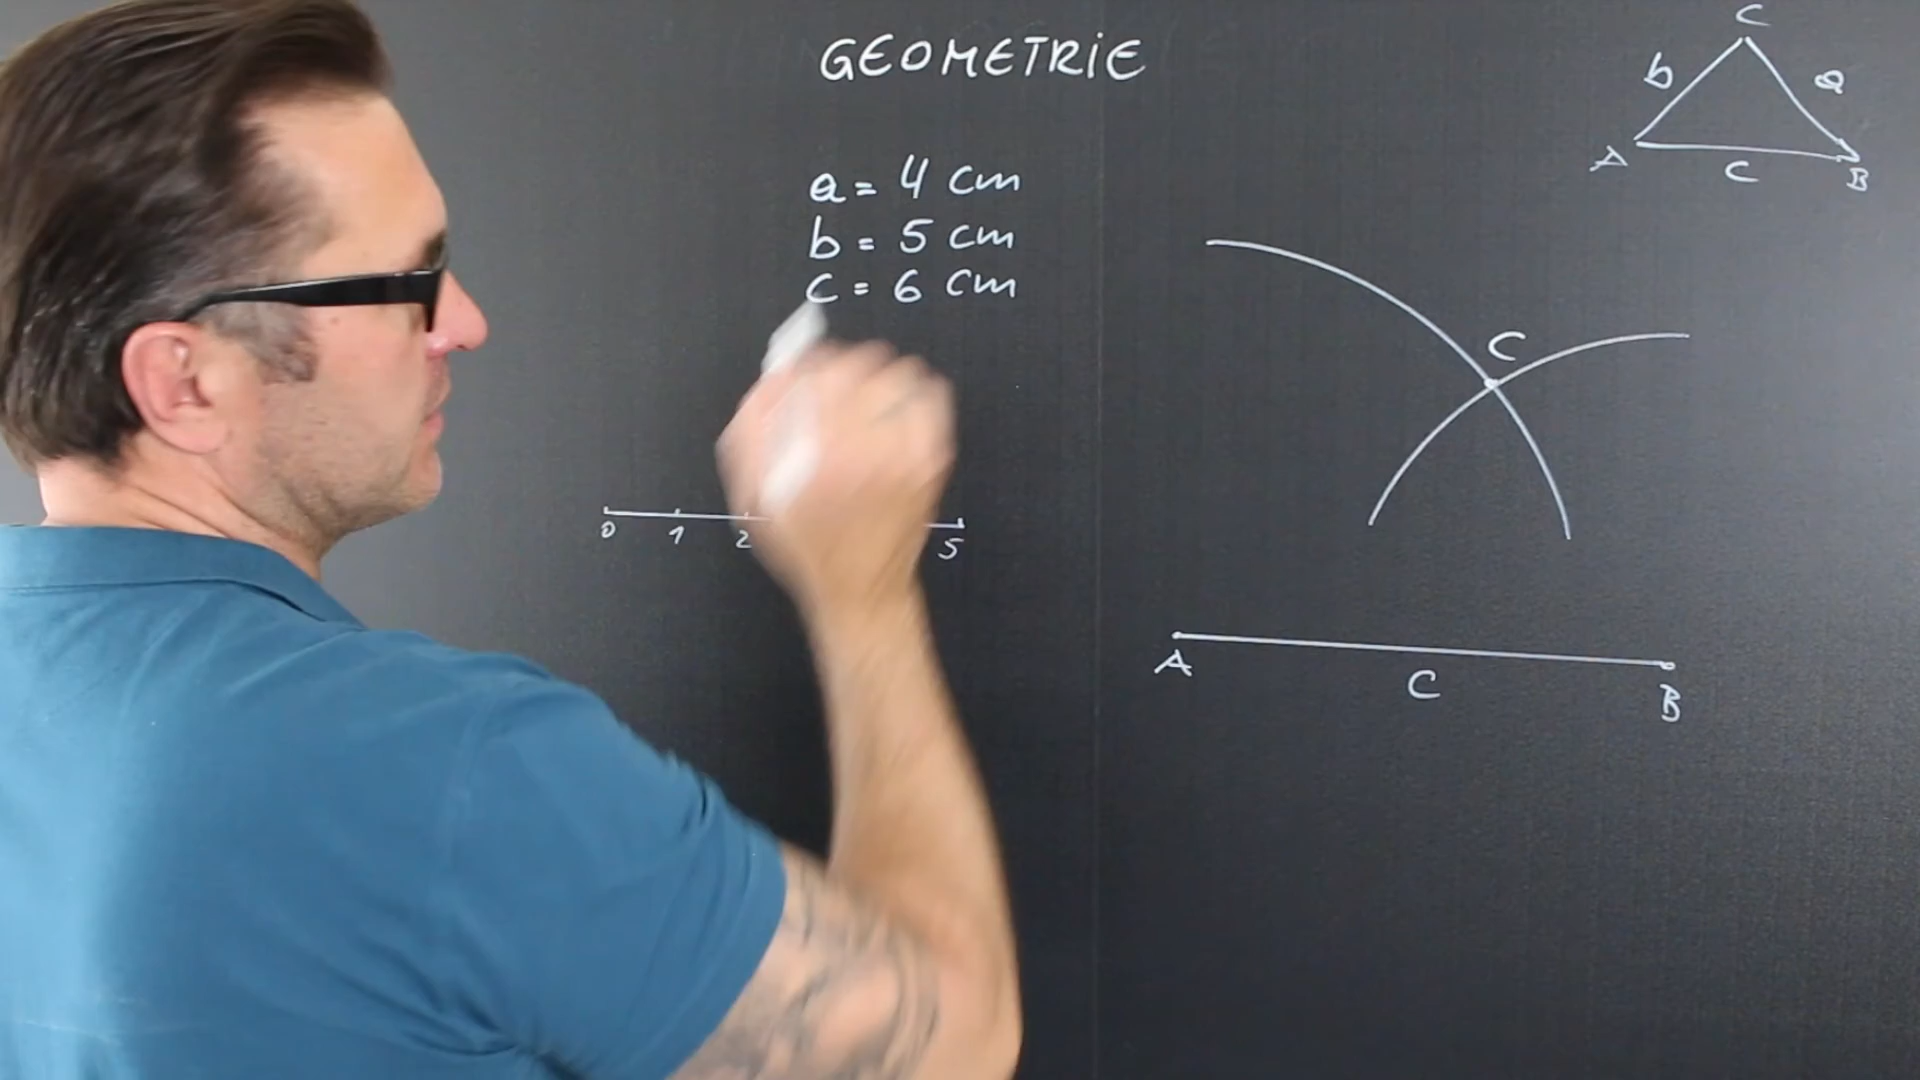 GEOMETRIE
a = 4 cm
b = 5 cm
c = 6 cm
C
b
a
A
c
B
C
0 1 2 5
A
c
B